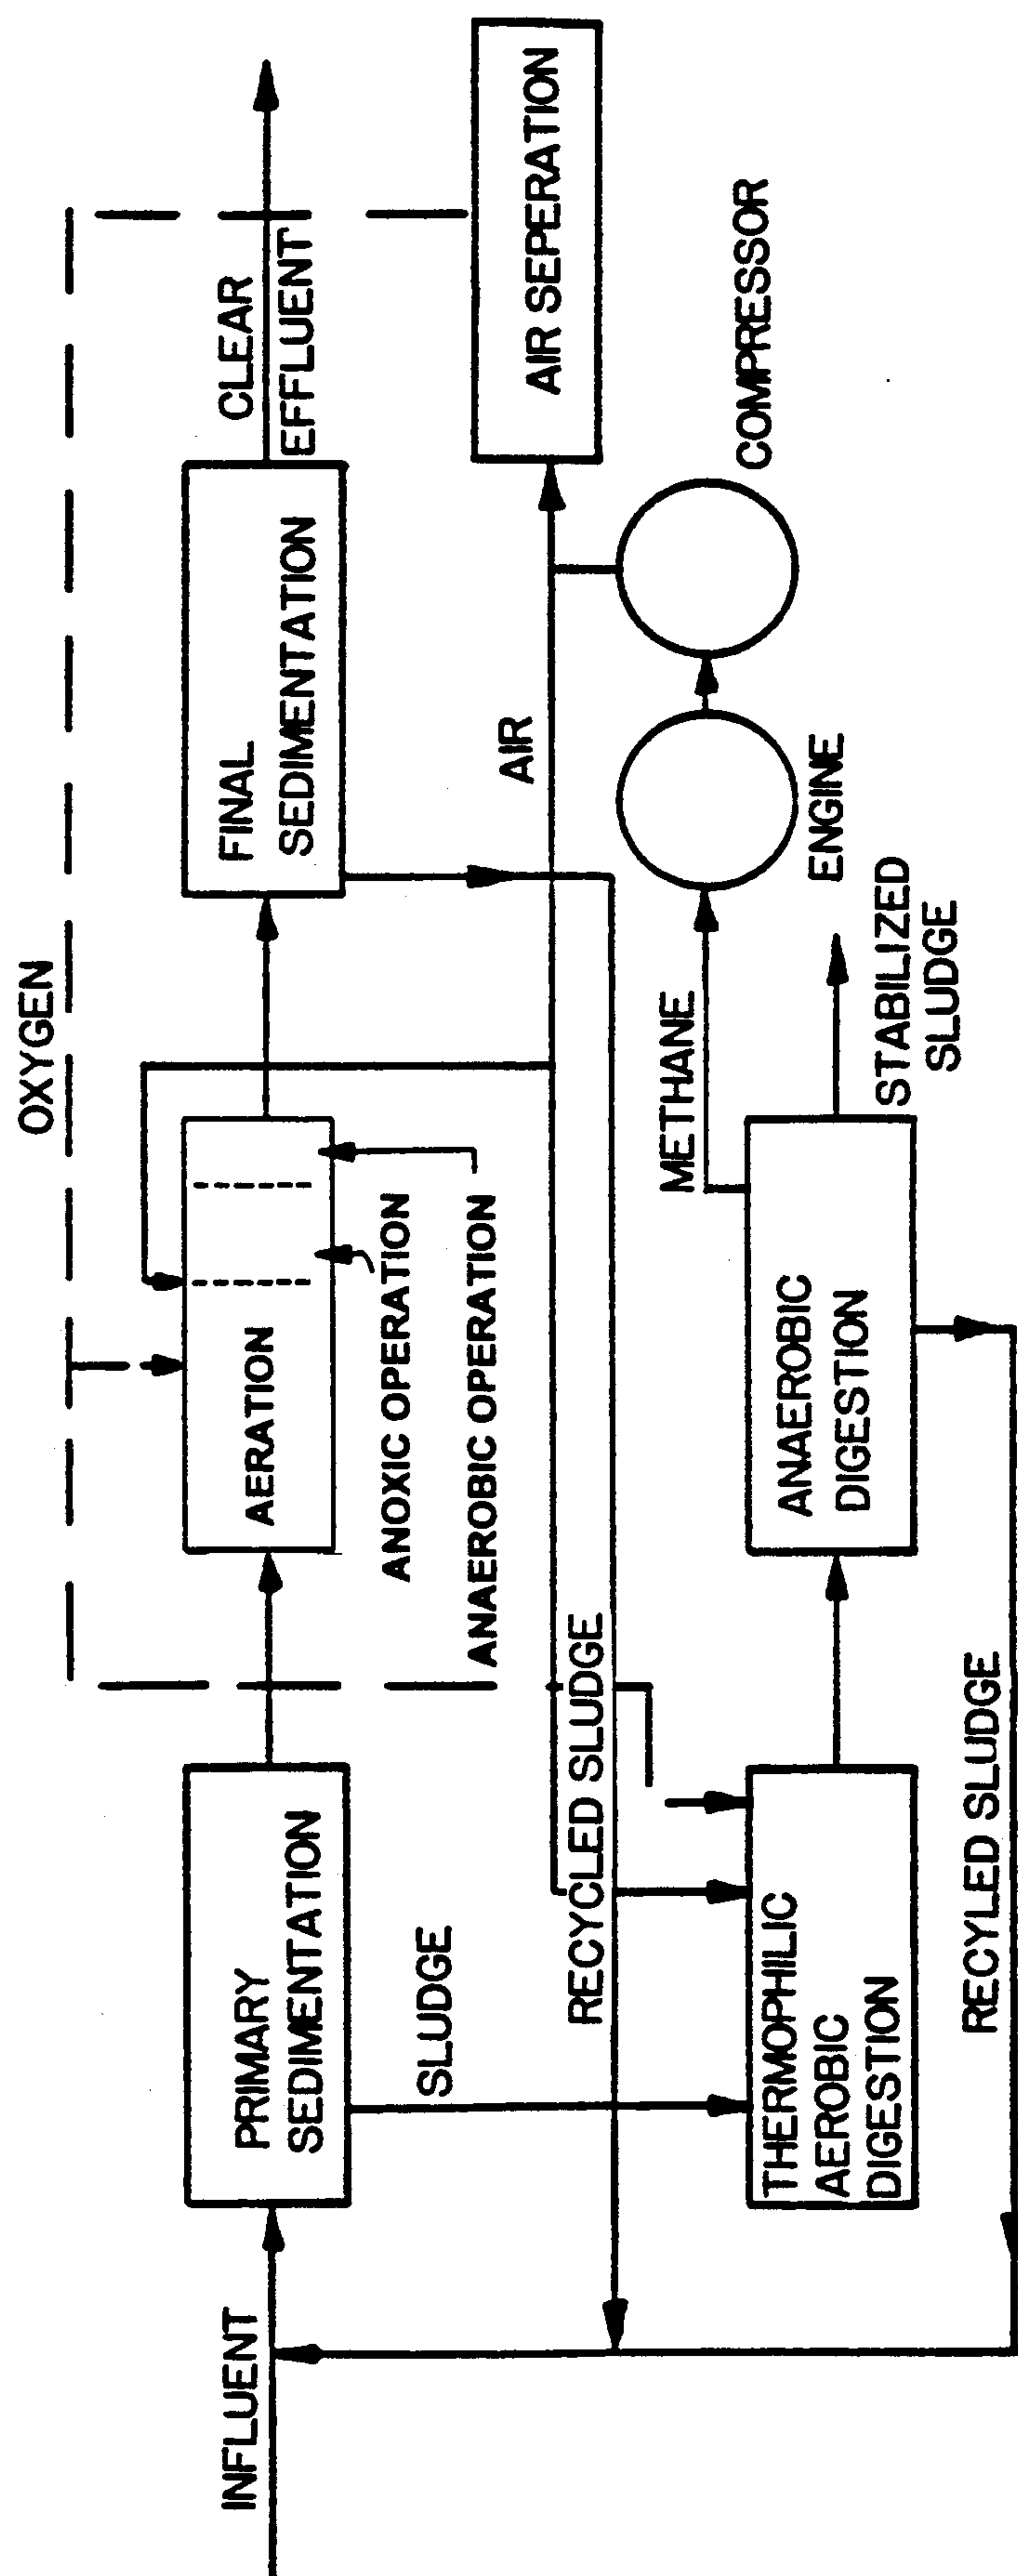 OXYGEN
INFLUENT
PRIMARY
SEDIMENTATION
AERATION
FINAL
SEDIMENTATION
CLEAR
EFFLUENT
ANOXIC OPERATION
ANAEROBIC OPERATION
SLUDGE
AIR
AIR SEPERATION
RECYCLED SLUDGE
METHANE
ENGINE
COMPRESSOR
THERMOPHILIC
AEROBIC
DIGESTION
ANAEROBIC
DIGESTION
STABILIZED
SLUDGE
RECYLED SLUDGE